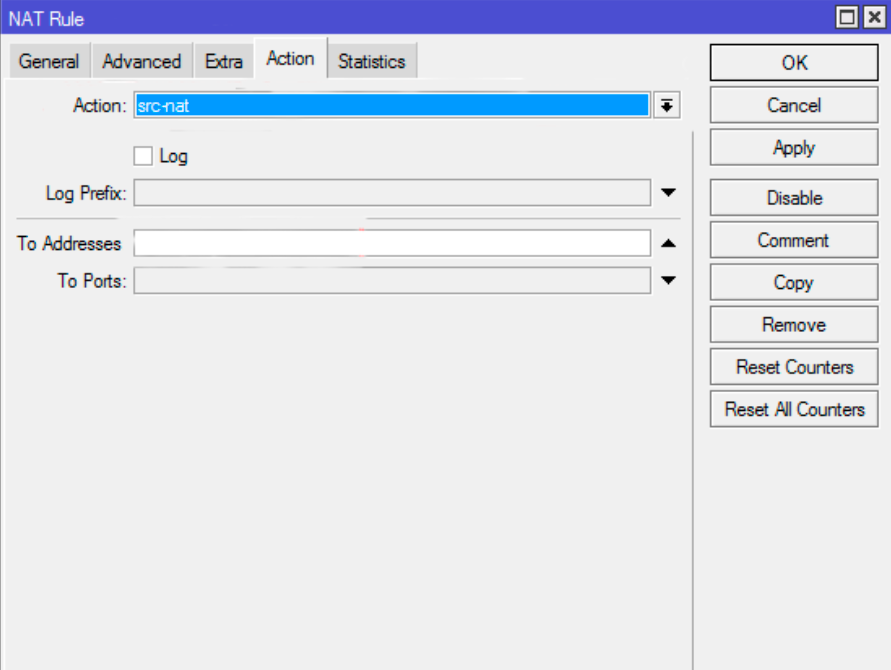 NAT Rule
General Advanced Extra Action Statistics
Action: src-nat
Log
Log Prefix:
To Addresses
To Ports:
OK
Cancel
Apply
Disable
Comment
Copy
Remove
Reset Counters
Reset All Counters